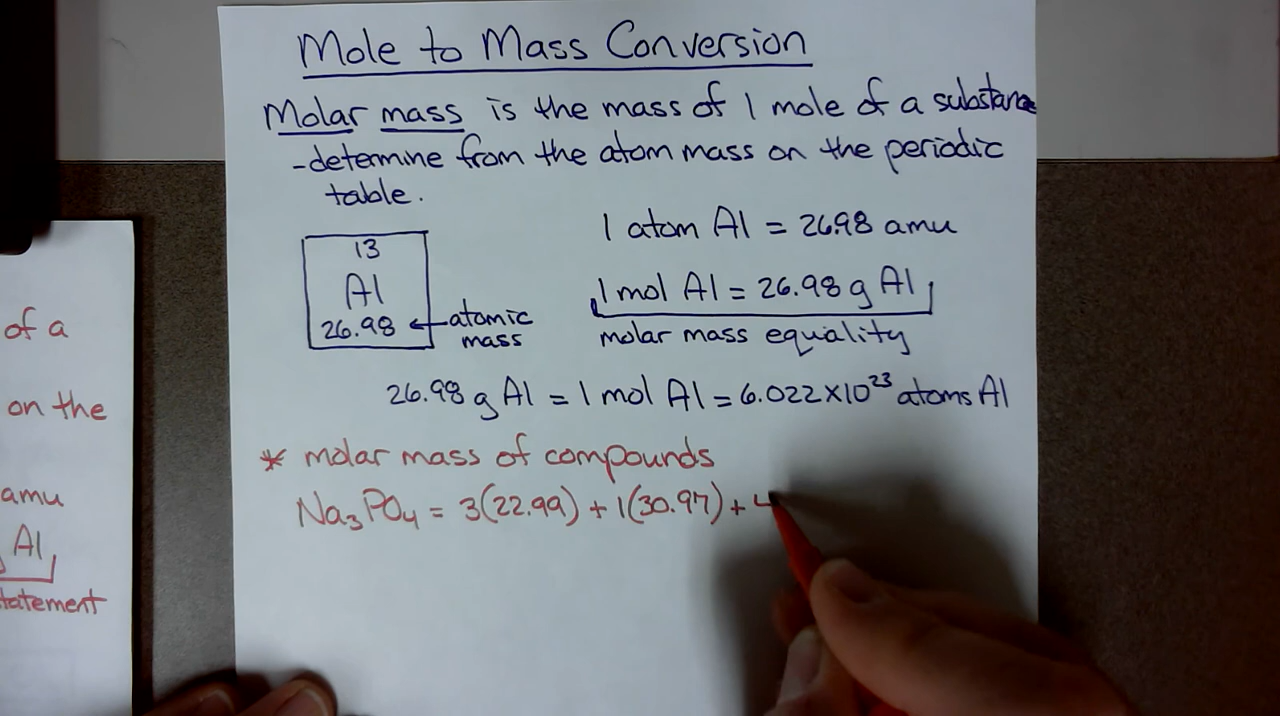 Mole to Mass Conversion
Molar mass is the mass of 1 mole of a substance
-determine from the atom mass on the periodic
table.
1 atom Al = 26.98 amu
13
Al
26.98 ← atomic
mass
1 mol Al = 26.98 g Al
molar mass equality
26.98 g Al = 1 mol Al = 6.022×10²³ atoms Al
* molar mass of compounds
Na₃PO₄ = 3(22.99) + 1(30.97) + 4
of a
on the
amu
Al
tatement